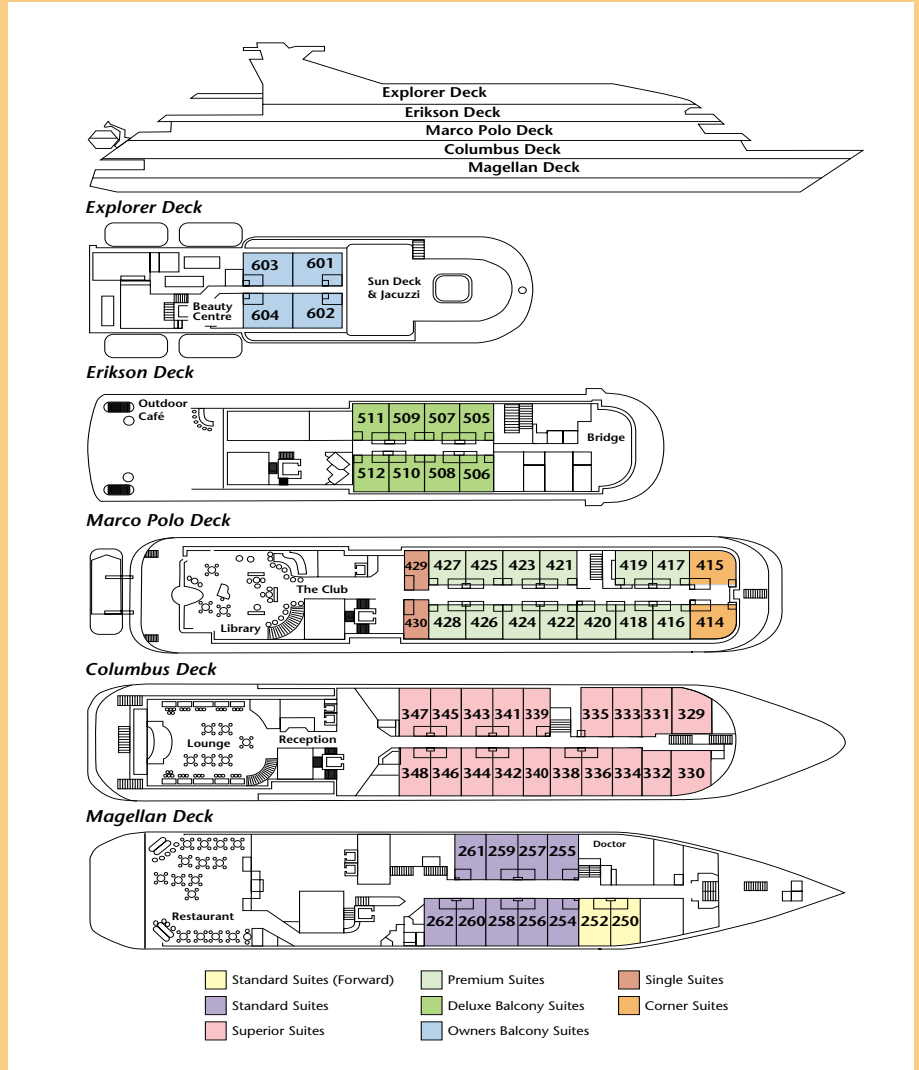 Explorer Deck
Erikson Deck
Marco Polo Deck
Columbus Deck
Magellan Deck
Explorer Deck
603 601
Sun Deck
& Jacuzzi
Beauty
Centre
604 602
Erikson Deck
Outdoor
Café
511 509 507 505
Bridge
512 510 508 506
Marco Polo Deck
429 427 425 423 421 419 417 415
The Club
Library
430 428 426 424 422 420 418 416 414
Columbus Deck
347 345 343 341 339 335 333 331 329
Lounge
Reception
348 346 344 342 340 338 336 334 332 330
Magellan Deck
261 259 257 255
Doctor
Restaurant
262 260 258 256 254 252 250
Standard Suites (Forward)
Standard Suites
Superior Suites
Premium Suites
Deluxe Balcony Suites
Owners Balcony Suites
Single Suites
Corner Suites